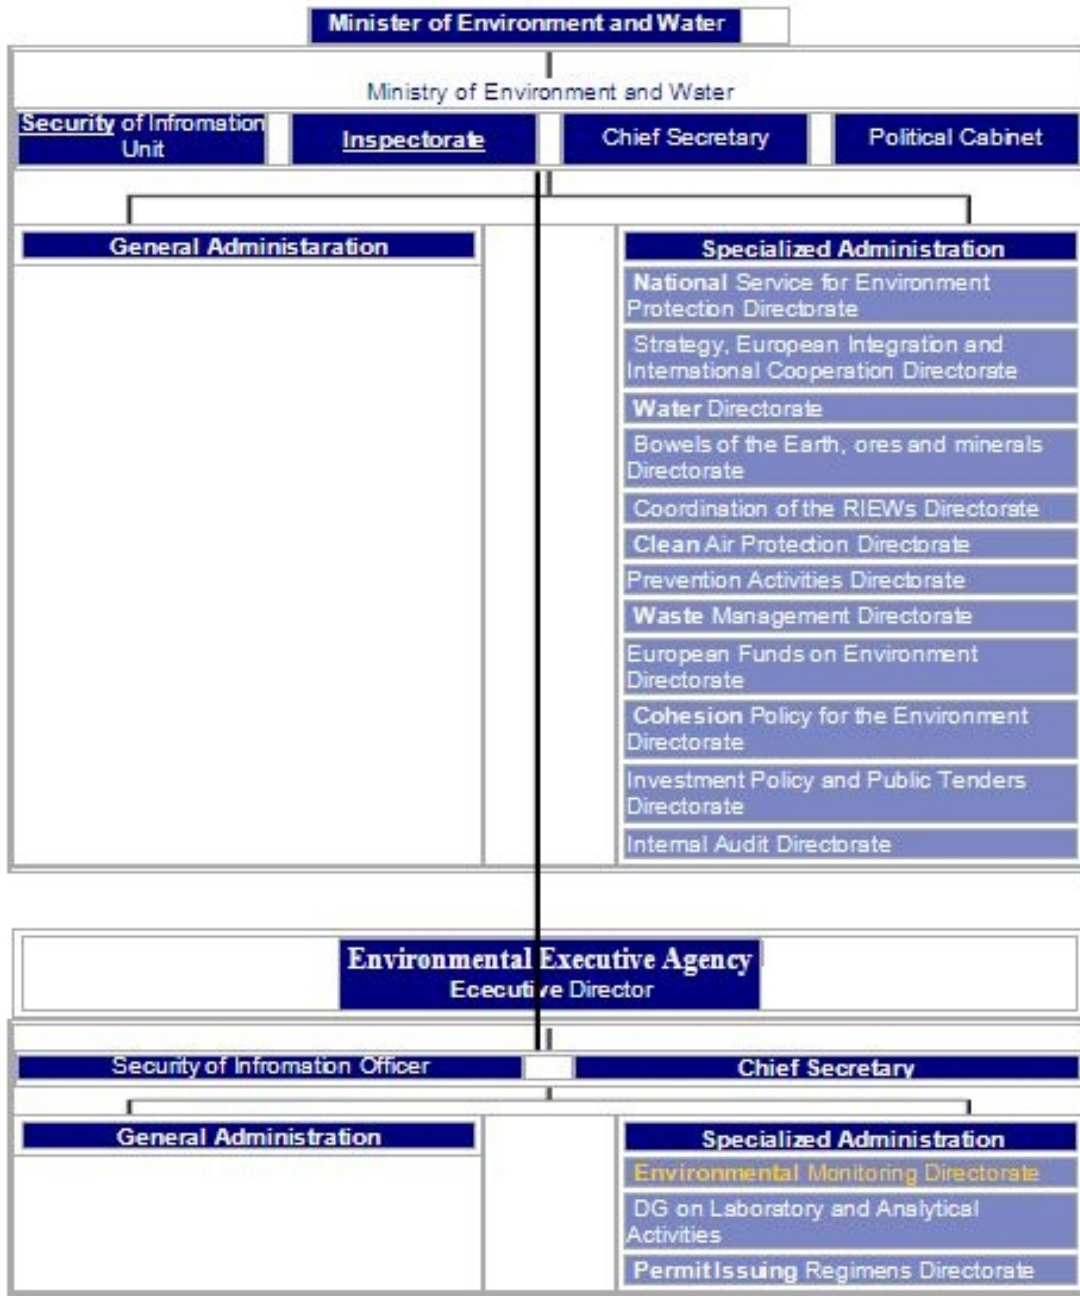 Minister of Environment and Water
Ministry of Environment and Water
Security of Infromation
Unit
Inspectorate
Chief Secretary
Political Cabinet
General Administaration
Specialized Administration
National Service for Environment
Protection Directorate
Strategy, European Integration and
International Cooperation Directorate
Water Directorate
Bowels of the Earth, ores and minerals
Directorate
Coordination of the RIEWs Directorate
Clean Air Protection Directorate
Prevention Activities Directorate
Waste Management Directorate
European Funds on Environment
Directorate
Cohesion Policy for the Environment
Directorate
Investment Policy and Public Tenders
Directorate
Internal Audit Directorate
Environmental Executive Agency
Ececutive Director
Security of Infromation Officer
Chief Secretary
General Administration
Specialized Administration
Environmental Monitoring Directorate
DG on Laboratory and Analytical
Activities
Permit Issuing Regimens Directorate